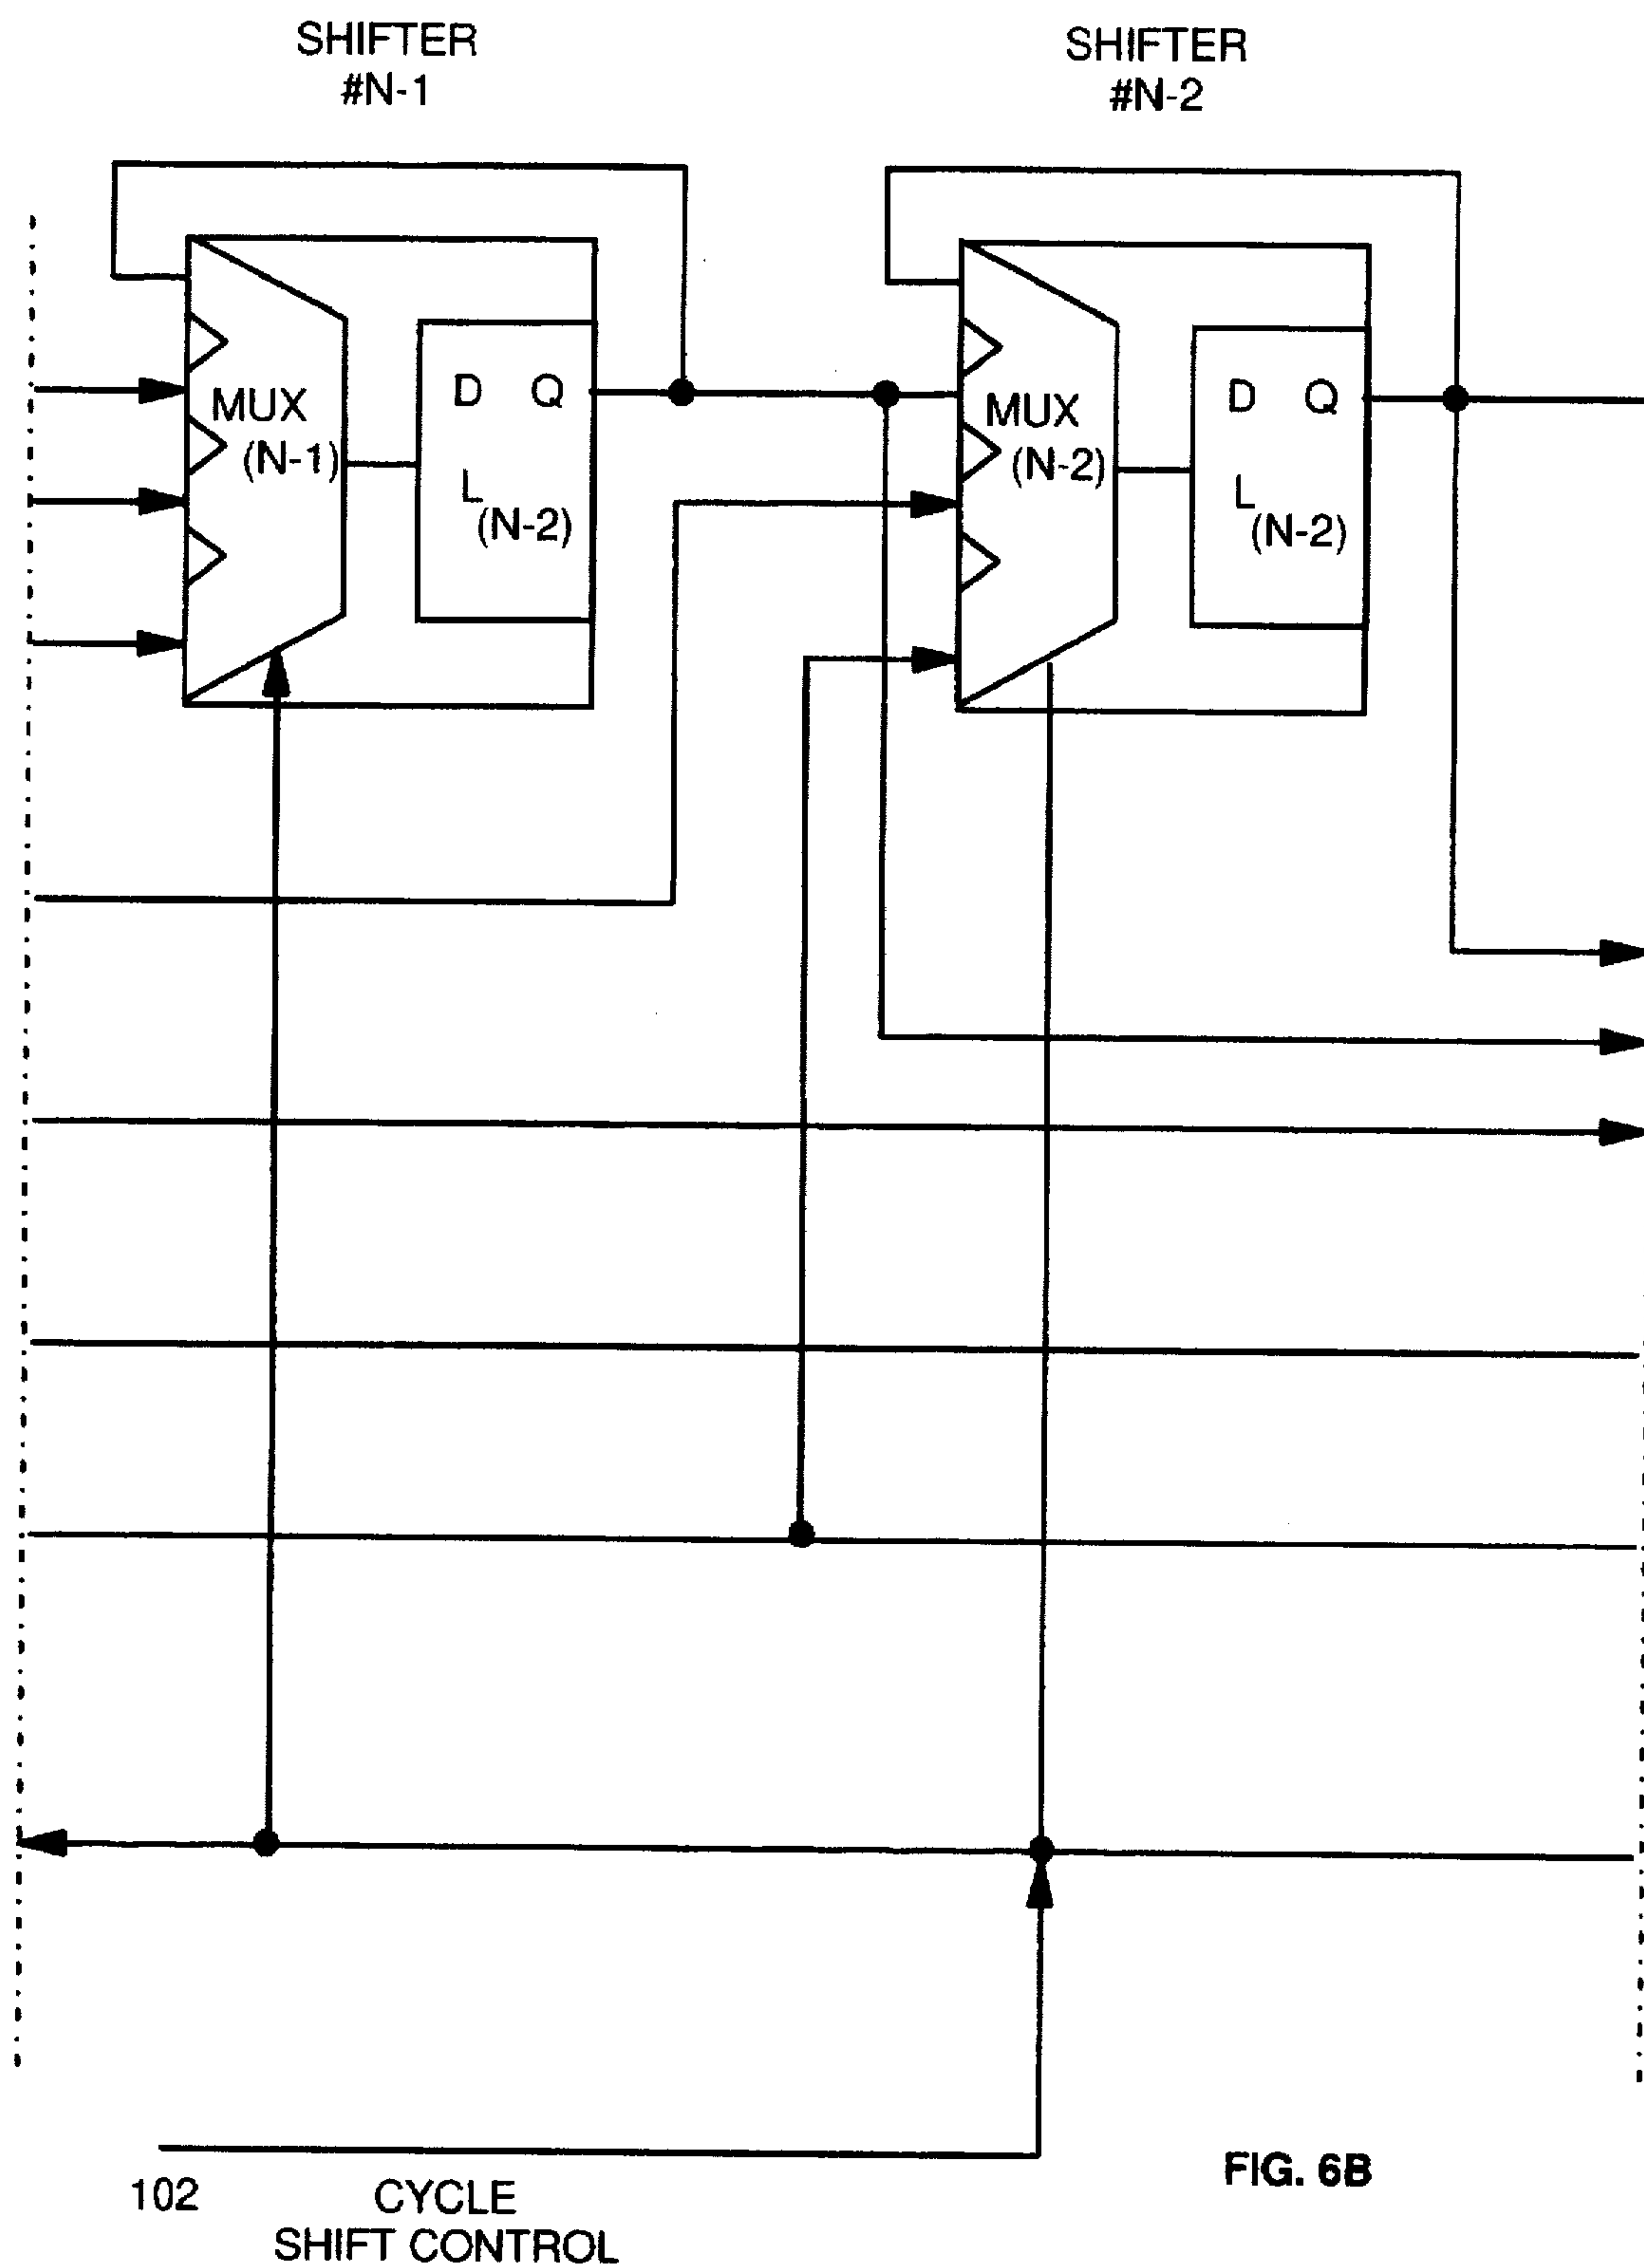 SHIFTER
#N-1
SHIFTER
#N-2
MUX
(N-1)
D Q
L
(N-2)
MUX
(N-2)
D Q
L
(N-2)
102
CYCLE
SHIFT CONTROL
FIG. 6B